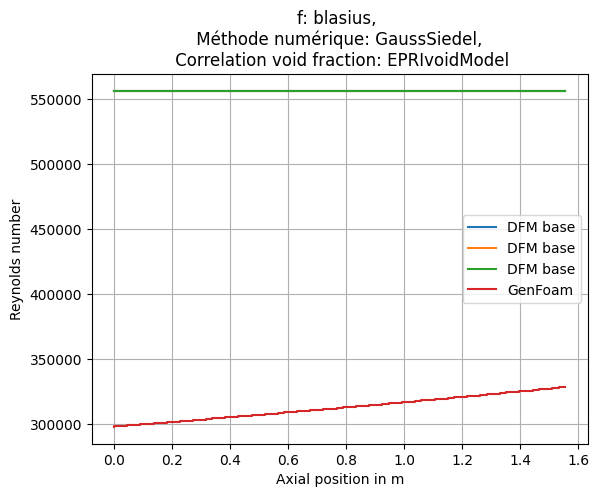 f: blasius,
Méthode numérique: GaussSiedel,
Correlation void fraction: EPRIvoidModel
550000
500000
450000
400000
350000
300000
Reynolds number
DFM base
DFM base
DFM base
GenFoam
0.0 0.2 0.4 0.6 0.8 1.0 1.2 1.4 1.6
Axial position in m